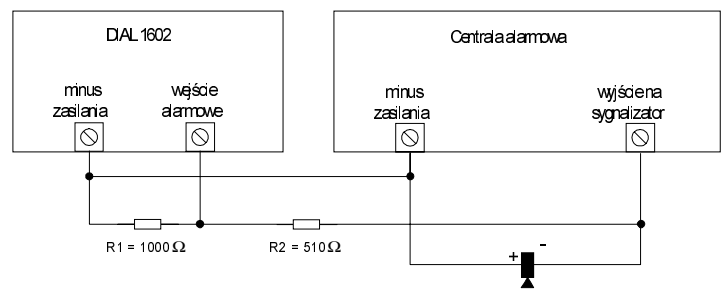 DIAL 1602
Centrala alarmowa
minus
zasilania
wejście
alarmowe
minus
zasilania
wyjście na
sygnalizator
R1 = 1000 Ω
R2 = 510 Ω
+
-